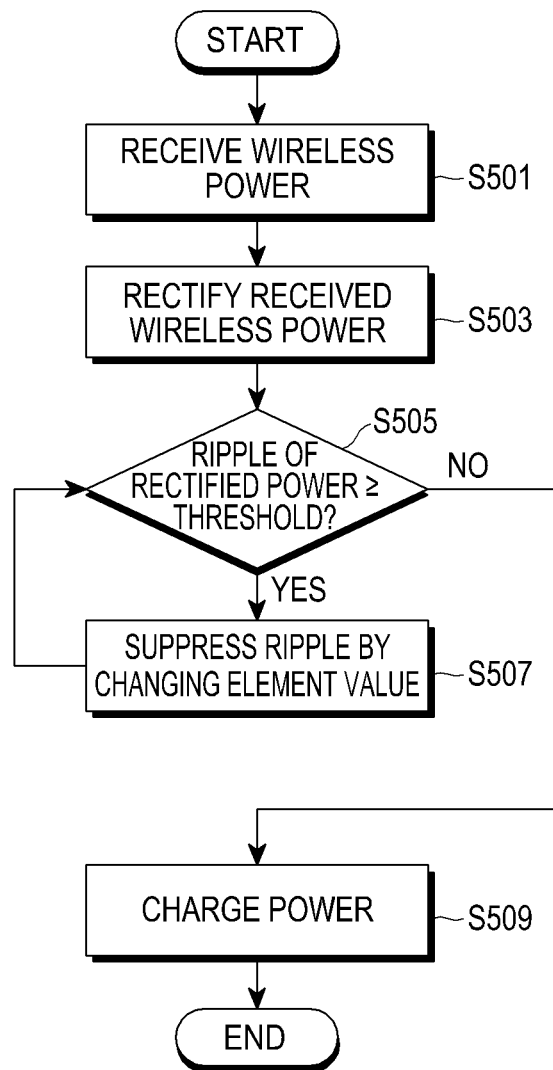 START
RECEIVE WIRELESS
POWER
S501
RECTIFY RECEIVED
WIRELESS POWER
S503
S505
RIPPLE OF
RECTIFIED POWER ≥
THRESHOLD?
NO
YES
SUPPRESS RIPPLE BY
CHANGING ELEMENT VALUE
S507
CHARGE POWER
S509
END